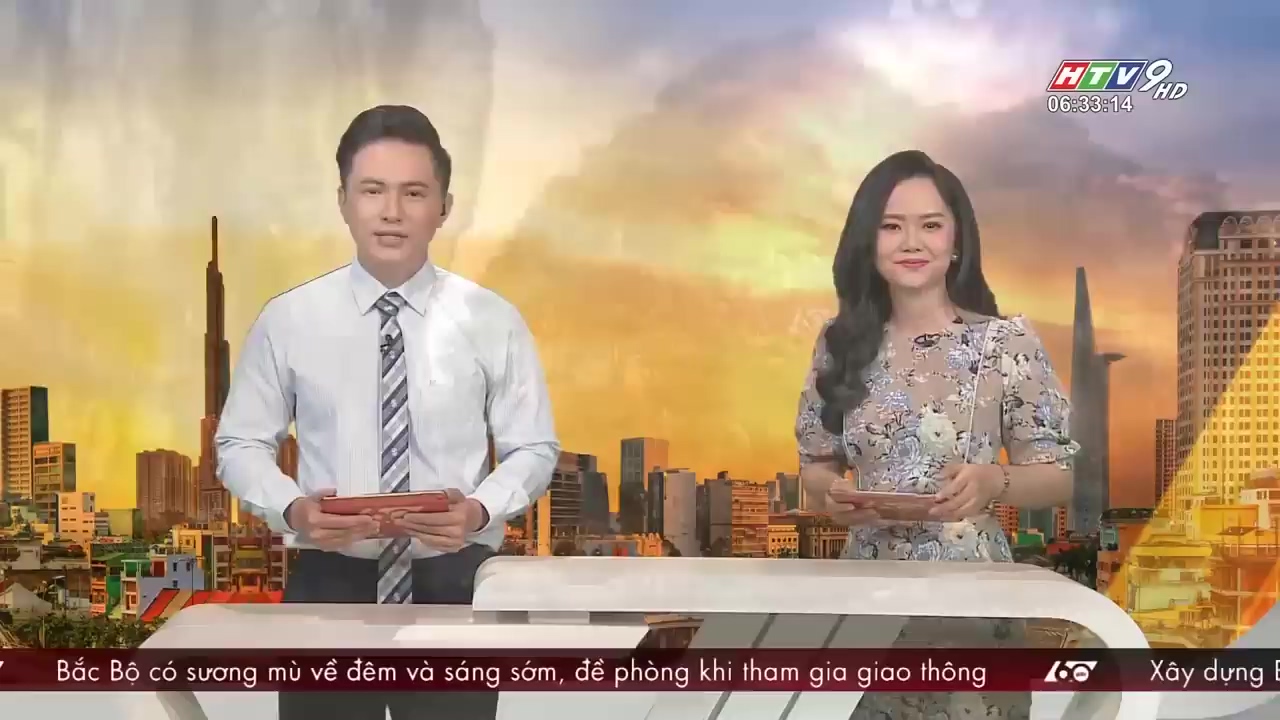 HTV9 HD
06:33:14
Bắc Bộ có sương mù về đêm và sáng sớm, đề phòng khi tham gia giao thông 60 Xây dựng